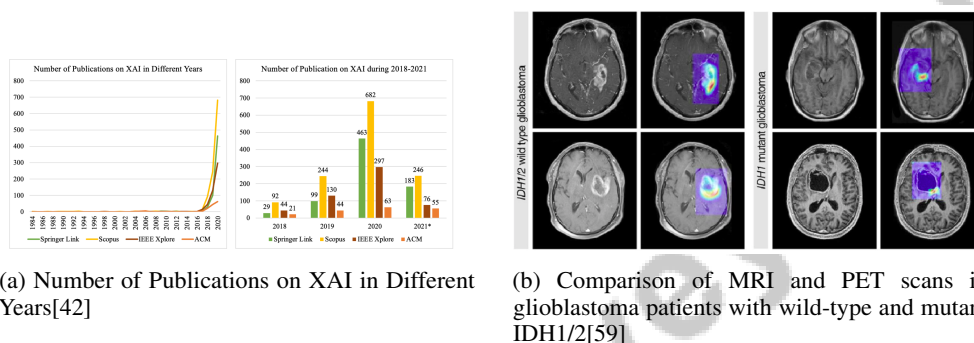 Number of Publications on XAI in Different Years
800
700
600
500
400
300
200
100
0
1984
1986
1988
1990
1992
1994
1996
1998
2000
2002
2004
2006
2008
2010
2012
2014
2016
2018
2020
Springer Link Scopus IEEE Xplore ACM
Number of Publication on XAI during 2018-2021
800
700
600
500
400
300
200
100
0
29 92 44 21
99 244 130 44
463 682 297 63
183 246 76 55
2018 2019 2020 2021*
Springer Link Scopus IEEE Xplore ACM
(a) Number of Publications on XAI in Different
Years[42]
IDH1/2 wild type glioblastoma
IDH1 mutant glioblastoma
(b) Comparison of MRI and PET scans i
glioblastoma patients with wild-type and mutan
IDH1/2[59]